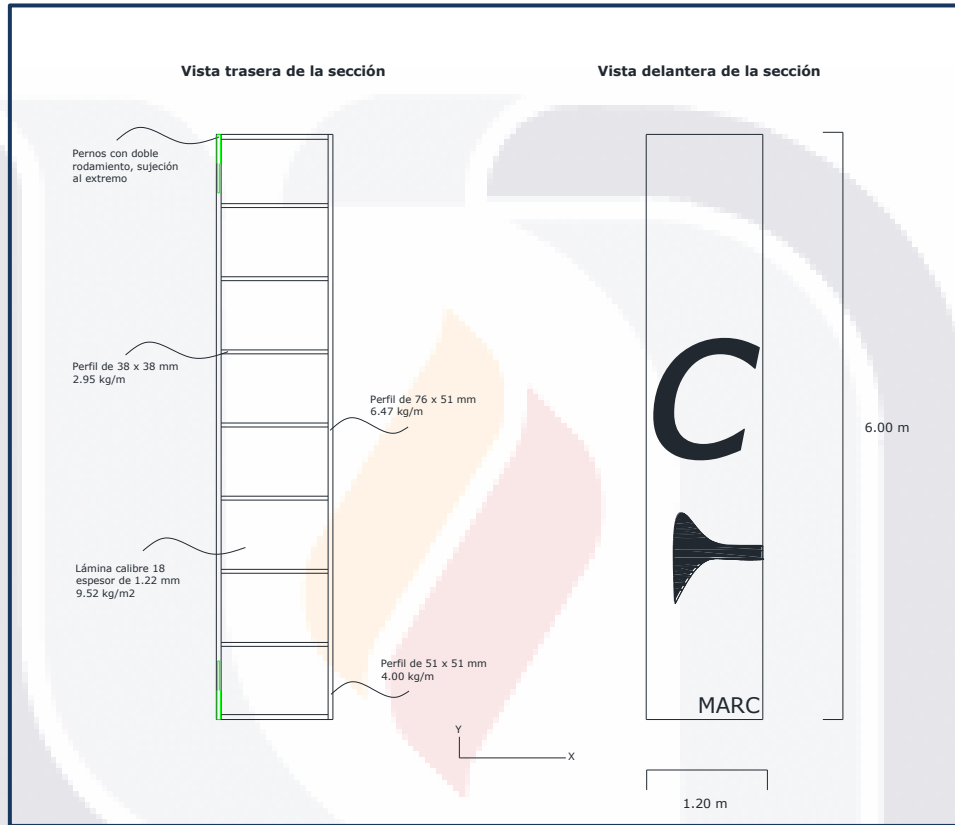 Vista trasera de la sección
Vista delantera de la sección
Pernos con doble
rodamiento, sujeción
al extremo
Perfil de 38 x 38 mm
2.95 kg/m
Perfil de 76 x 51 mm
6.47 kg/m
6.00 m
C
Lámina calibre 18
espesor de 1.22 mm
9.52 kg/m2
Perfil de 51 x 51 mm
4.00 kg/m
MARC
Y
X
1.20 m